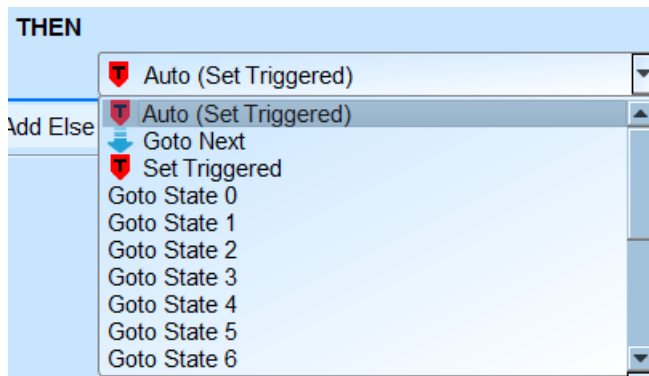 THEN
Auto (Set Triggered)
Auto (Set Triggered)
Add Else
Goto Next
Set Triggered
Goto State 0
Goto State 1
Goto State 2
Goto State 3
Goto State 4
Goto State 5
Goto State 6